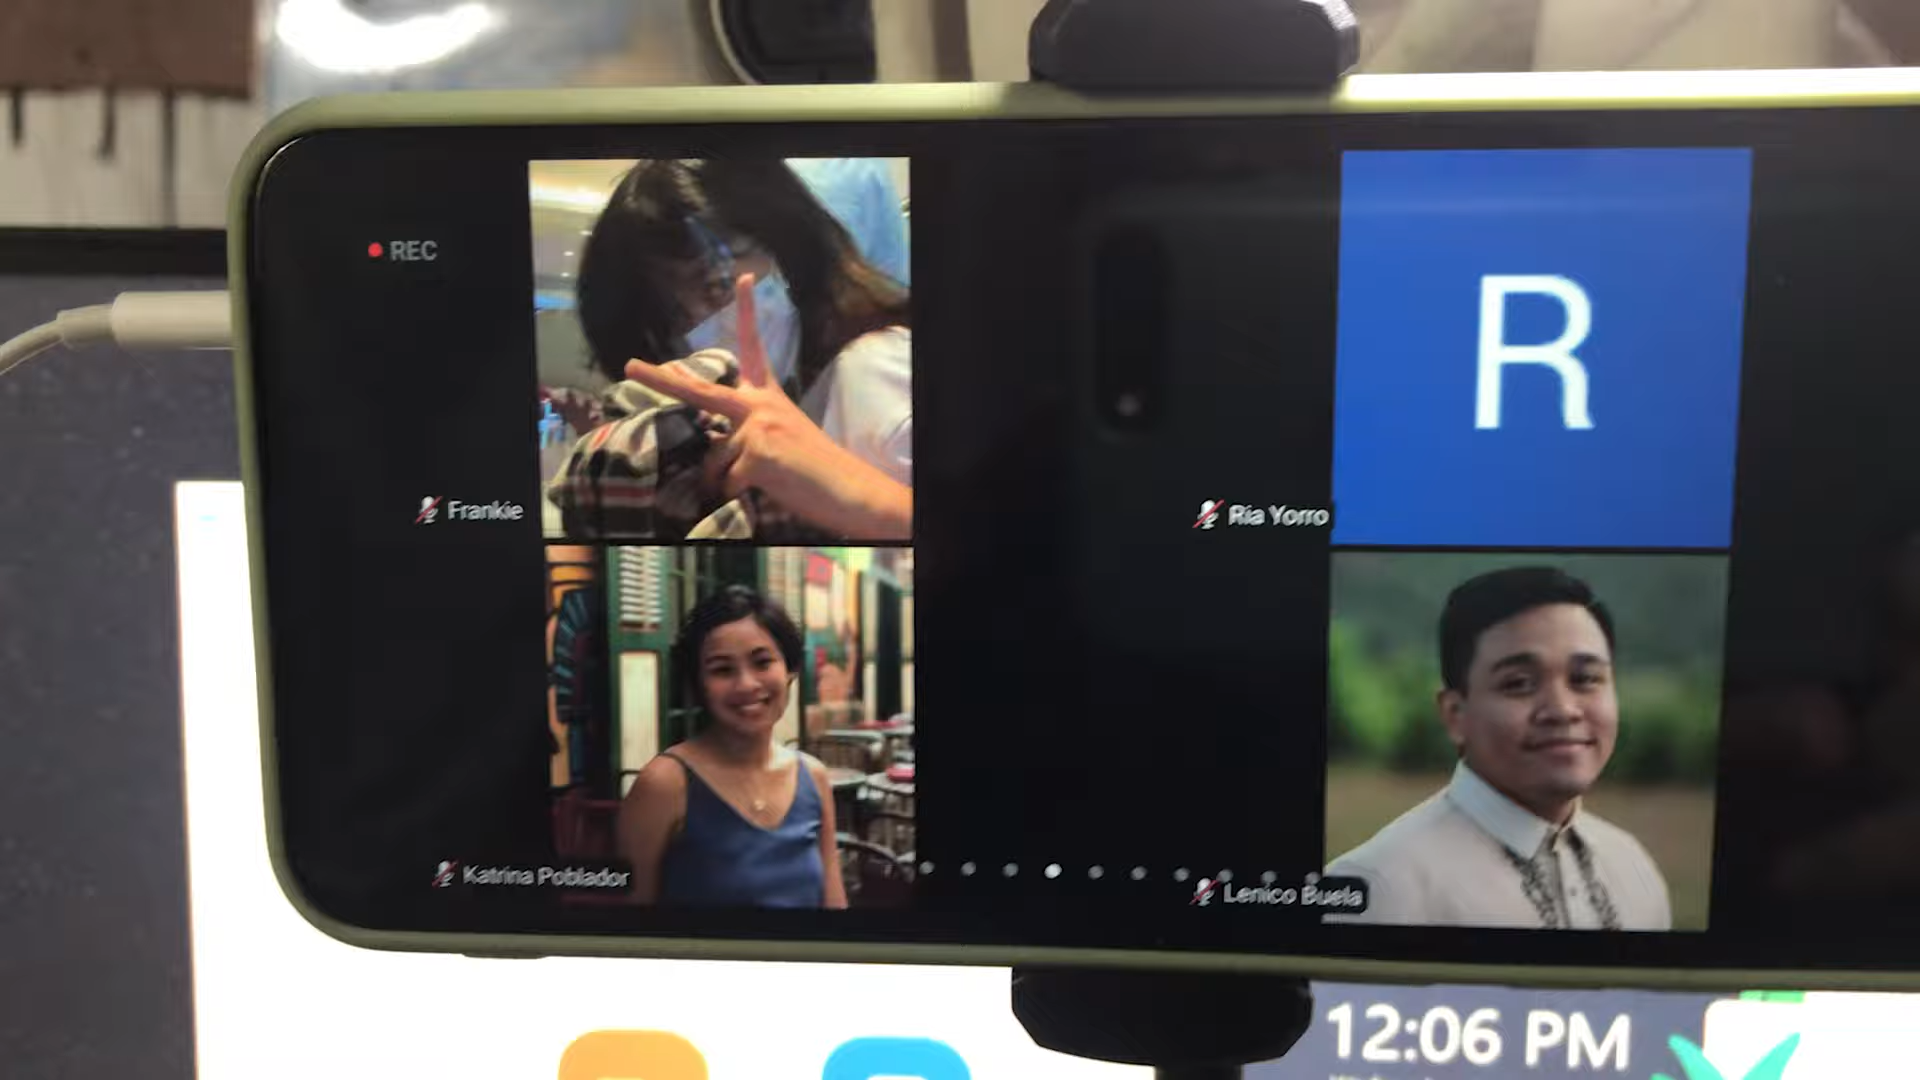 REC
R
Frankie
Ria Yorro
Katrina Poblador
Lenico Buela
12:06 PM